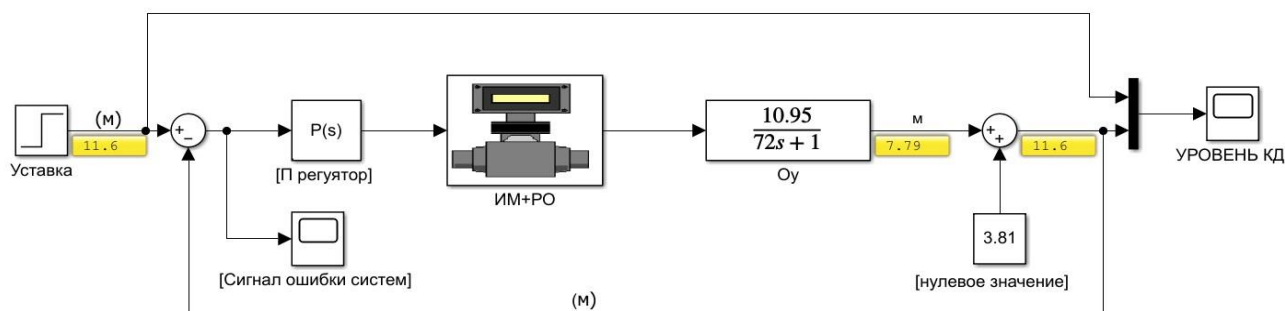 (м)
11.6
Уставка
+
−
P(s)
[П регуятор]
ИМ+РО
10.95
72s + 1
Оу
м
7.79
+
+
11.6
УРОВЕНЬ КД
3.81
[нулевое значение]
[Сигнал ошибки систем]
(м)